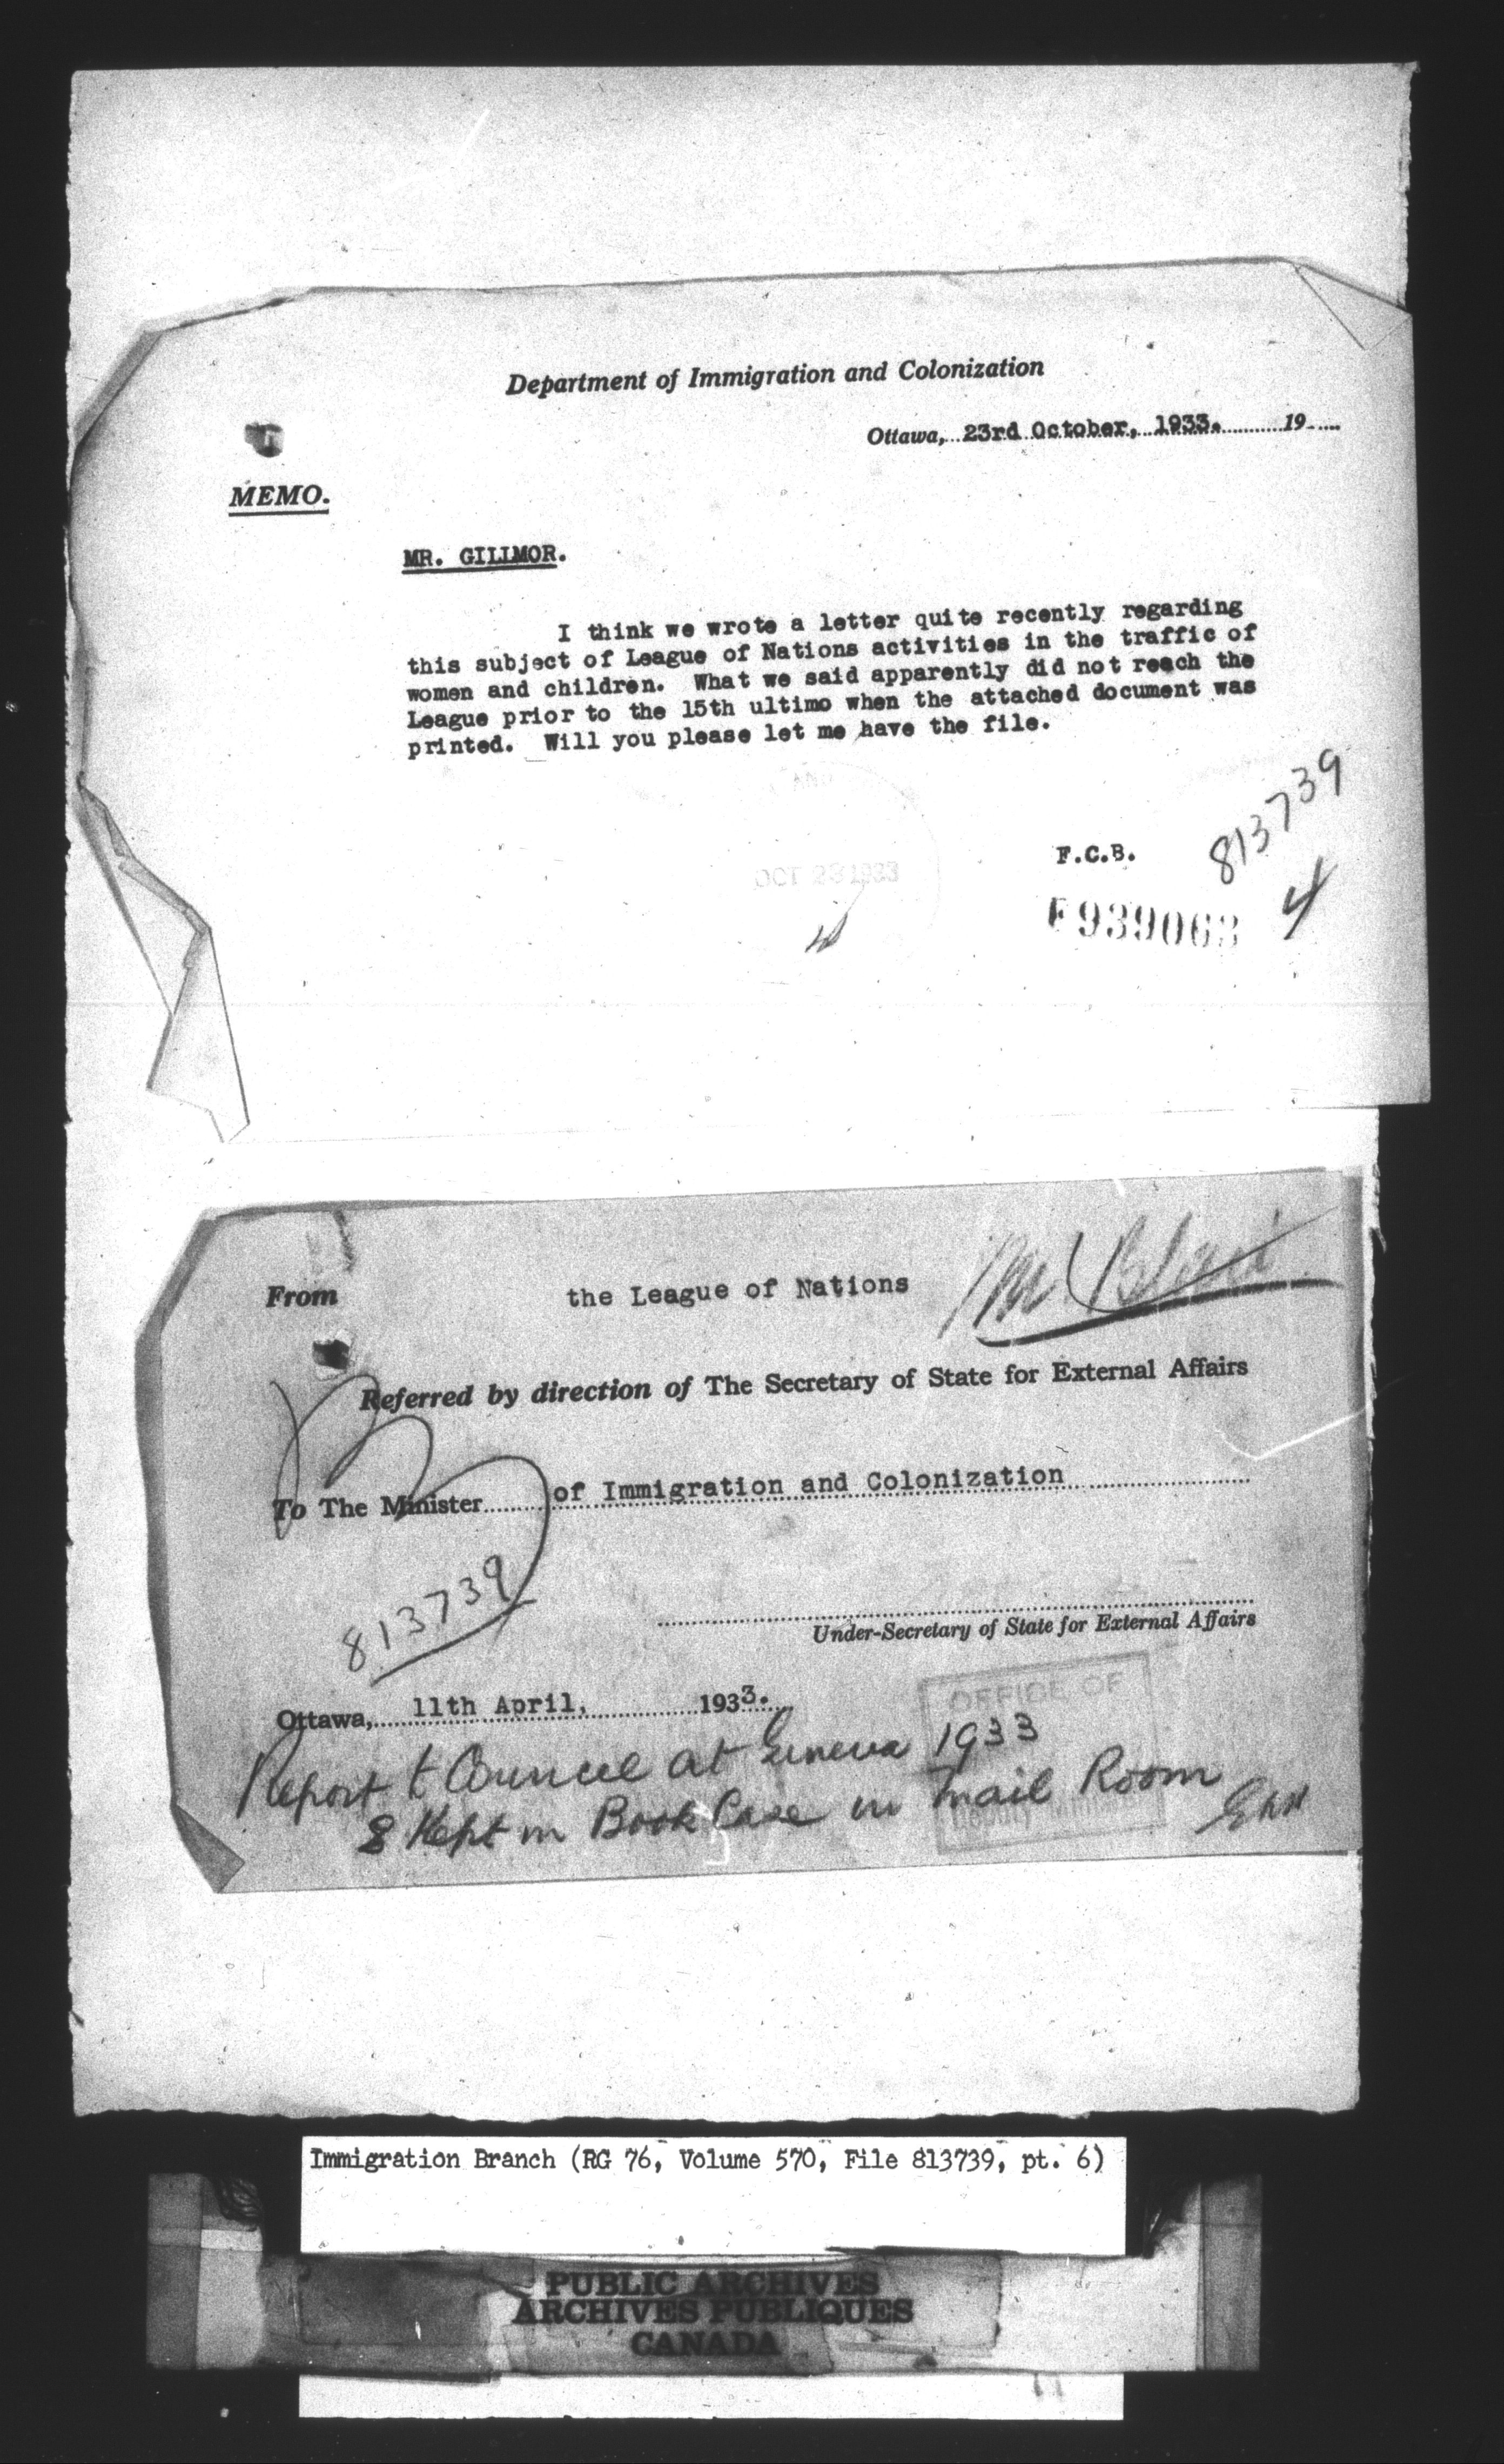 Department of Immigration and Colonization
Ottawa, 23rd October, 1933. 19
MEMO.
MR. GILLMOR.
I think we wrote a letter quite recently regarding
this subject of League of Nations activities in the traffic of
women and children. What we said apparently did not reach the
League prior to the 15th ultimo when the attached document was
printed. Will you please let me have the file.
813739
F.C.B.
4
F939063
OCT 23 1933
From the League of Nations
Mr Blair
Referred by direction of The Secretary of State for External Affairs
To The Minister of Immigration and Colonization
813739
Under-Secretary of State for External Affairs
OFFICE OF
Ottawa, 11th April, 1933.
Report to Council at Geneva 1933
& Kept in Book Case in Mail Room
Deputy Minister
Immigration Branch (RG 76, Volume 570, File 813739, pt. 6)
PUBLIC ARCHIVES
ARCHIVES PUBLIQUES
CANADA